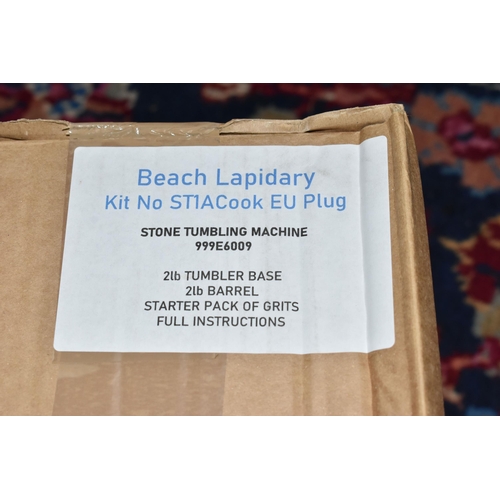 Beach Lapidary
Kit No ST1ACook EU Plug
STONE TUMBLING MACHINE
999E6009
2lb TUMBLER BASE
2lb BARREL
STARTER PACK OF GRITS
FULL INSTRUCTIONS